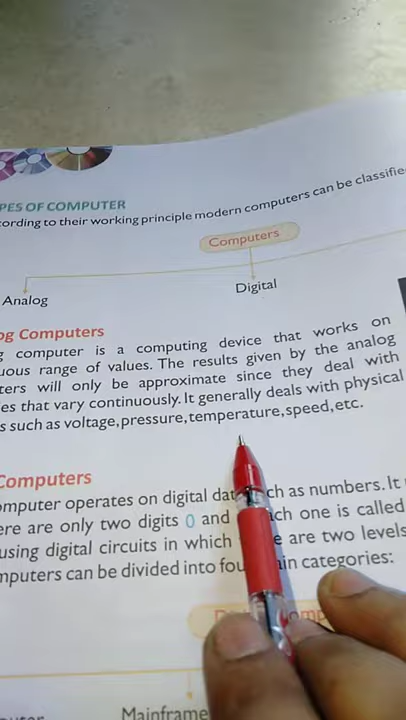 PES OF COMPUTER
cording to their working principle modern computers can be classifie
Computers
Analog
Digital
og Computers
g computer is a computing device that works on
uous range of values. The results given by the analog
ters will only be approximate since they deal with
ies that vary continuously. It generally deals with physical
s such as voltage, pressure, temperature, speed, etc.
Computers
omputer operates on digital dat ch as numbers. It
ere are only two digits 0 and ch one is called
using digital circuits in which e are two levels
mputers can be divided into fou ain categories:
Mainframe